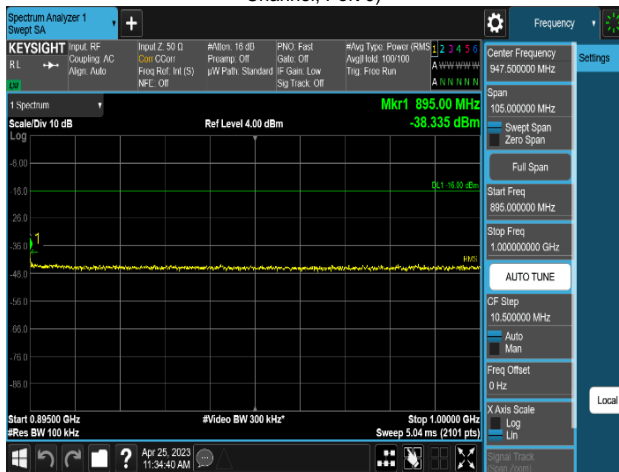 Channel, Port 3)
Spectrum Analyzer 1
Swept SA
Frequency
KEYSIGHT
RL
Input: RF
Coupling: AC
Align: Auto
Input Z: 50 Ω
Corr CCorr
Freq Ref: Int (S)
NFE: Off
#Atten: 16 dB
Preamp: Off
µW Path: Standard
PNO: Fast
Gate: Off
IF Gain: Low
Sig Track: Off
#Avg Type: Power (RMS
Avg|Hold: 100/100
Trig: Free Run
1 2 3 4 5 6
A W W W W W
A N N N N N
1 Spectrum
Scale/Div 10 dB
Log
Ref Level 4.00 dBm
Mkr1 895.00 MHz
-38.335 dBm
-6.00
-16.0
-26.0
-36.0
-46.0
-56.0
-66.0
-76.0
-86.0
DL1 -16.00 dBm
1
RMS
Start 0.89500 GHz
#Res BW 100 kHz
#Video BW 300 kHz*
Stop 1.00000 GHz
Sweep 5.04 ms (2101 pts)
Center Frequency
947.500000 MHz
Settings
Span
105.000000 MHz
Swept Span
Zero Span
Full Span
Start Freq
895.000000 MHz
Stop Freq
1.000000000 GHz
AUTO TUNE
CF Step
10.500000 MHz
Auto
Man
Freq Offset
0 Hz
X Axis Scale
Log
Lin
Local
Signal Track
(Span Zoom)
Apr 25, 2023
11:34:40 AM